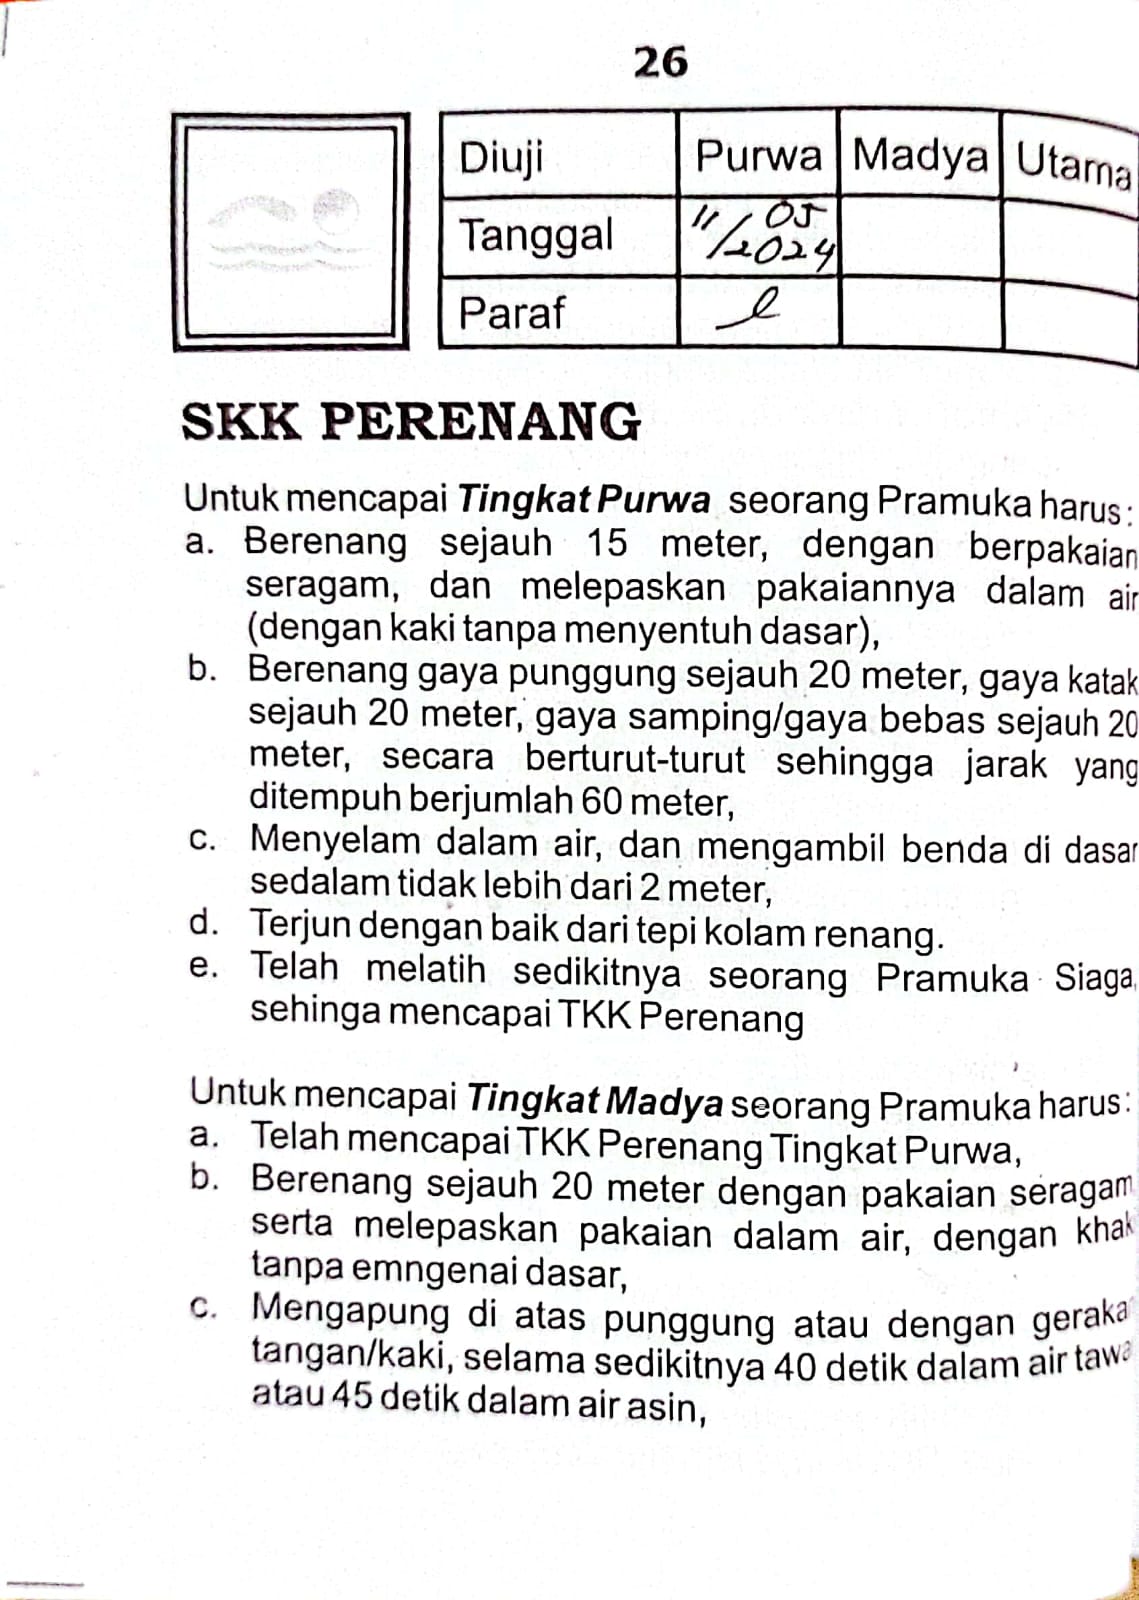 26
Diuji Purwa Madya Utama
Tanggal 11/05/2024
Paraf
SKK PERENANG
Untuk mencapai Tingkat Purwa seorang Pramuka harus:
a. Berenang sejauh 15 meter, dengan berpakaian
seragam, dan melepaskan pakaiannya dalam air
(dengan kaki tanpa menyentuh dasar),
b. Berenang gaya punggung sejauh 20 meter, gaya katak
sejauh 20 meter, gaya samping/gaya bebas sejauh 20
meter, secara berturut-turut sehingga jarak yang
ditempuh berjumlah 60 meter,
c. Menyelam dalam air, dan mengambil benda di dasar
sedalam tidak lebih dari 2 meter,
d. Terjun dengan baik dari tepi kolam renang.
e. Telah melatih sedikitnya seorang Pramuka Siaga,
sehinga mencapai TKK Perenang
Untuk mencapai Tingkat Madya seorang Pramuka harus:
a. Telah mencapai TKK Perenang Tingkat Purwa,
b. Berenang sejauh 20 meter dengan pakaian seragam
serta melepaskan pakaian dalam air, dengan khak
tanpa emngenai dasar,
c. Mengapung di atas punggung atau dengan
tangan/kaki, selama sedikitnya 40 detik dalam air
atau 45 detik dalam air asin,